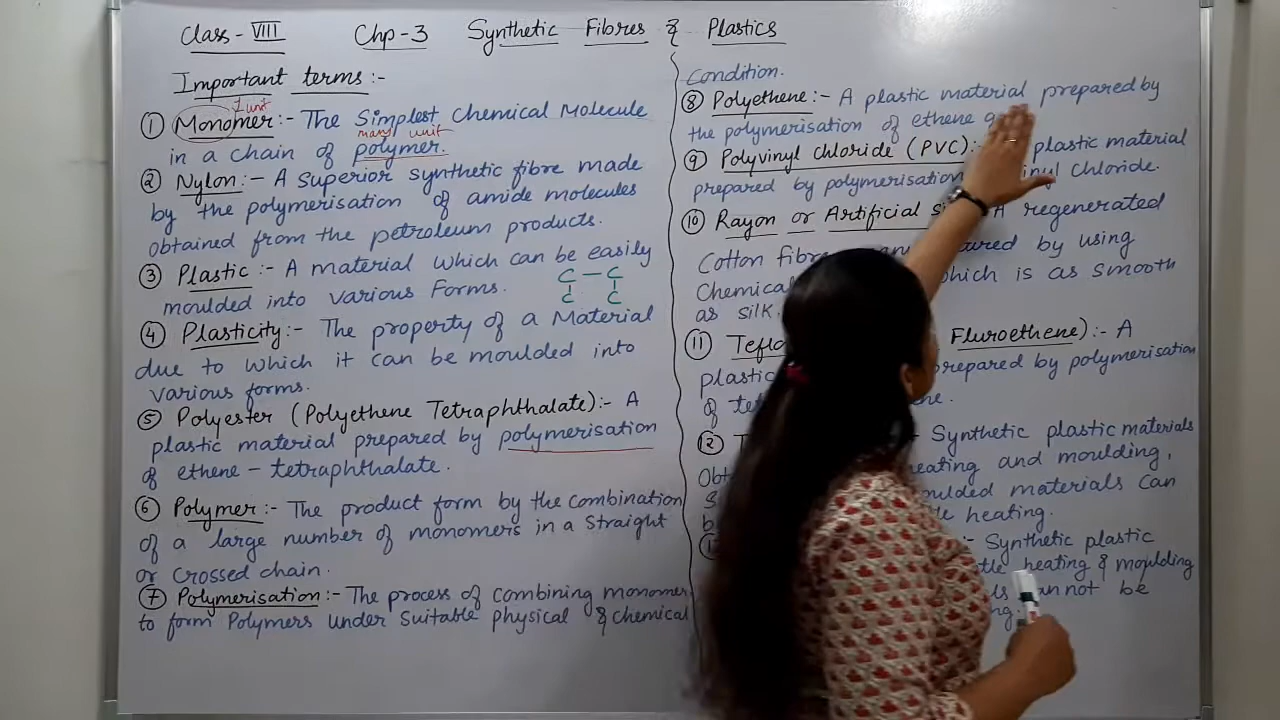 Class - VIII Chp-3 Synthetic Fibres & Plastics
Important terms :-
1 unit
① Monomer :- The Simplest Chemical Molecule
many unit
in a chain of polymer.
② Nylon :- A Superior synthetic fibre made
by the polymerisation of amide molecules
obtained from the petroleum products.
③ Plastic :- A material which can be easily
moulded into various Forms.
C - C
C C
④ Plasticity :- The property of a Material
due to which it can be moulded into
various forms.
⑤ Polyester (Polyethene Tetraphthalate) :- A
plastic material prepared by polymerisation
of ethene - tetraphthalate.
⑥ Polymer :- The product form by the combination
of a large number of monomers in a Straight
or Crossed chain.
⑦ Polymerisation :- The process of combining monomer
to form Polymers under Suitable physical & chemical
Condition.
⑧ Polyethene :- A plastic material prepared by
the polymerisation of ethene
⑨ Polyvinyl chloride (PVC) :- plastic material
prepared by polymerisation Chloride.
⑩ Rayon or Artificial A regenerated
Cotton by using
Chemical which is as smooth
as silk.
⑪ Fluroethene) :- A
prepared by polymerisation
of
⑫ Synthetic plastic materials
heating and moulding,
materials can
heating.
Synthetic plastic
heating & moulding
cannot be